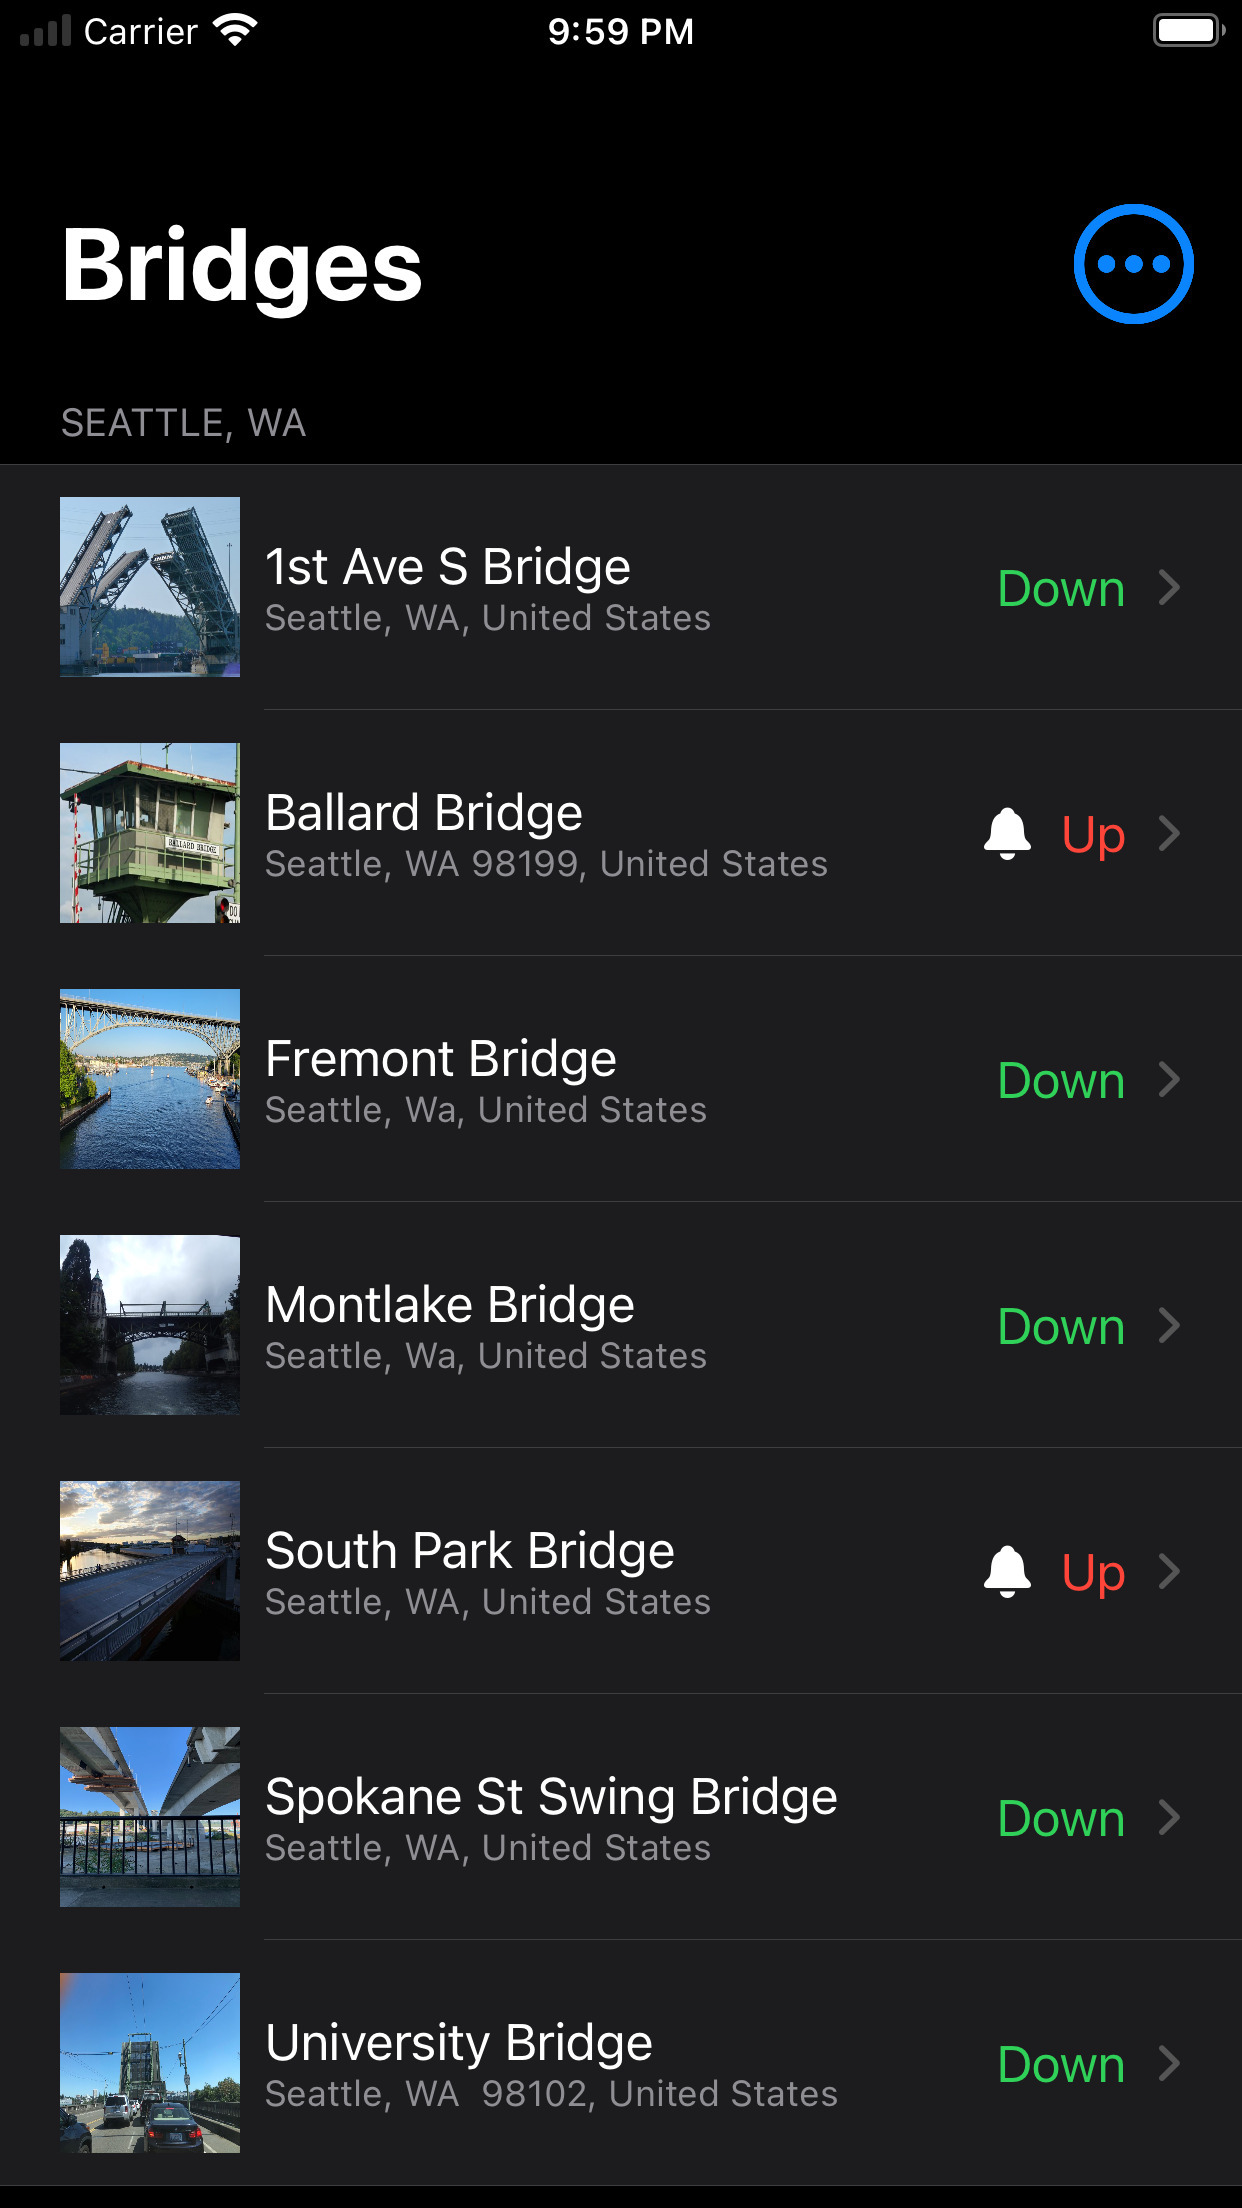 Carrier 9:59 PM
Bridges
SEATTLE, WA
1st Ave S Bridge
Seattle, WA, United States
Down
BALLARD BRIDGE
DO
Ballard Bridge
Seattle, WA 98199, United States
Up
Fremont Bridge
Seattle, Wa, United States
Down
Montlake Bridge
Seattle, Wa, United States
Down
South Park Bridge
Seattle, WA, United States
Up
Spokane St Swing Bridge
Seattle, WA, United States
Down
University Bridge
Seattle, WA  98102, United States
Down